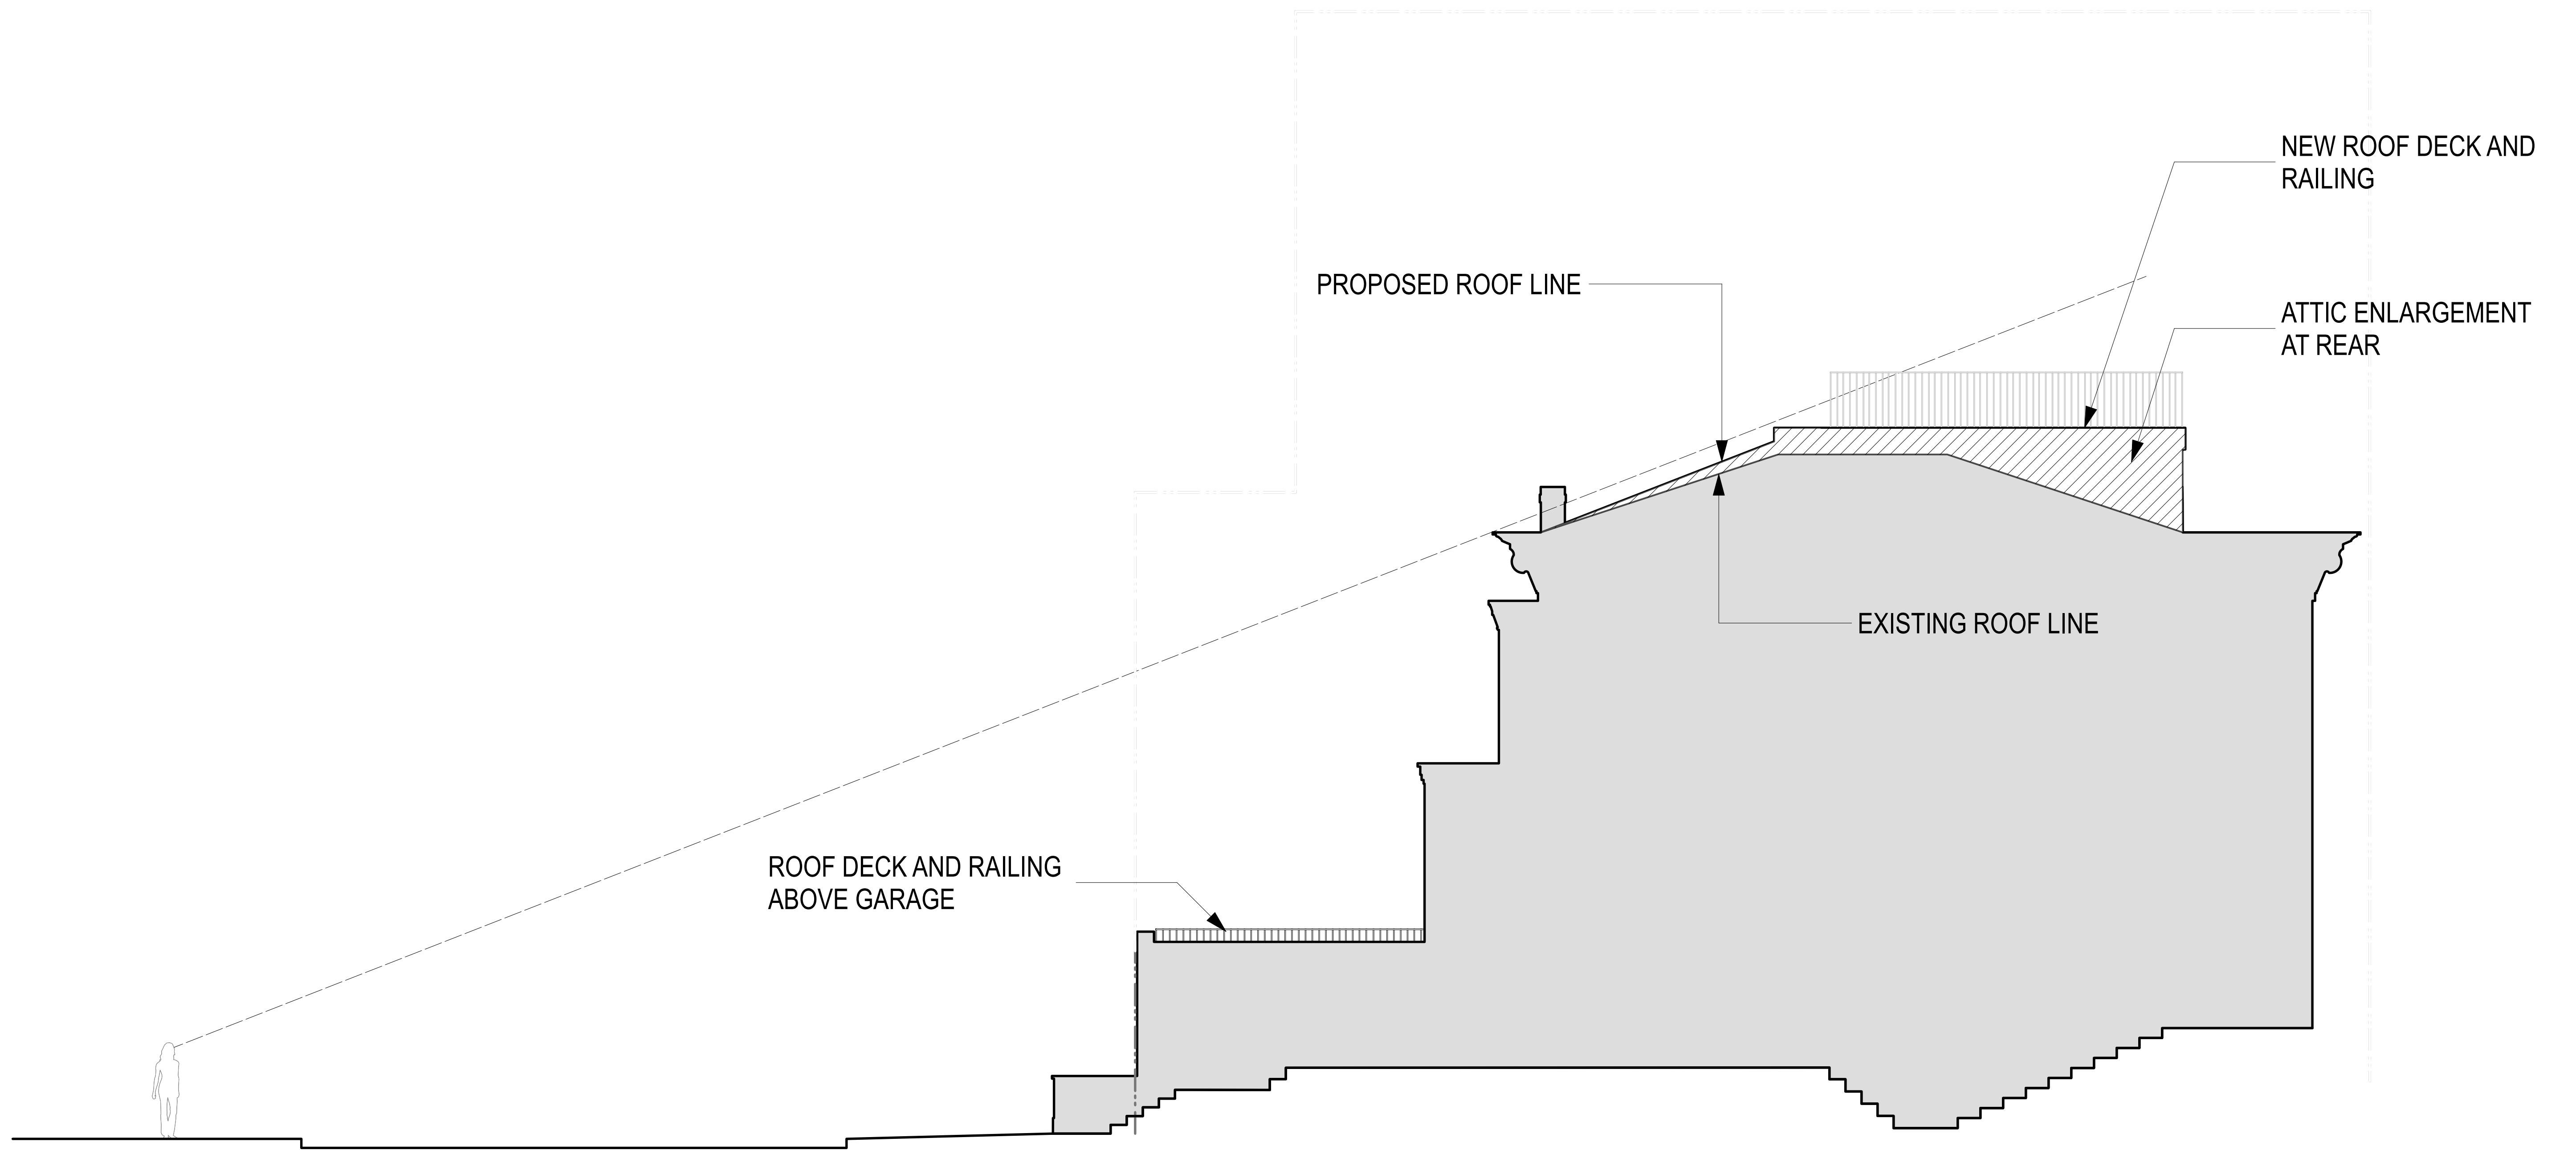 NEW ROOF DECK AND
RAILING
PROPOSED ROOF LINE
ATTIC ENLARGEMENT
AT REAR
EXISTING ROOF LINE
ROOF DECK AND RAILING
ABOVE GARAGE